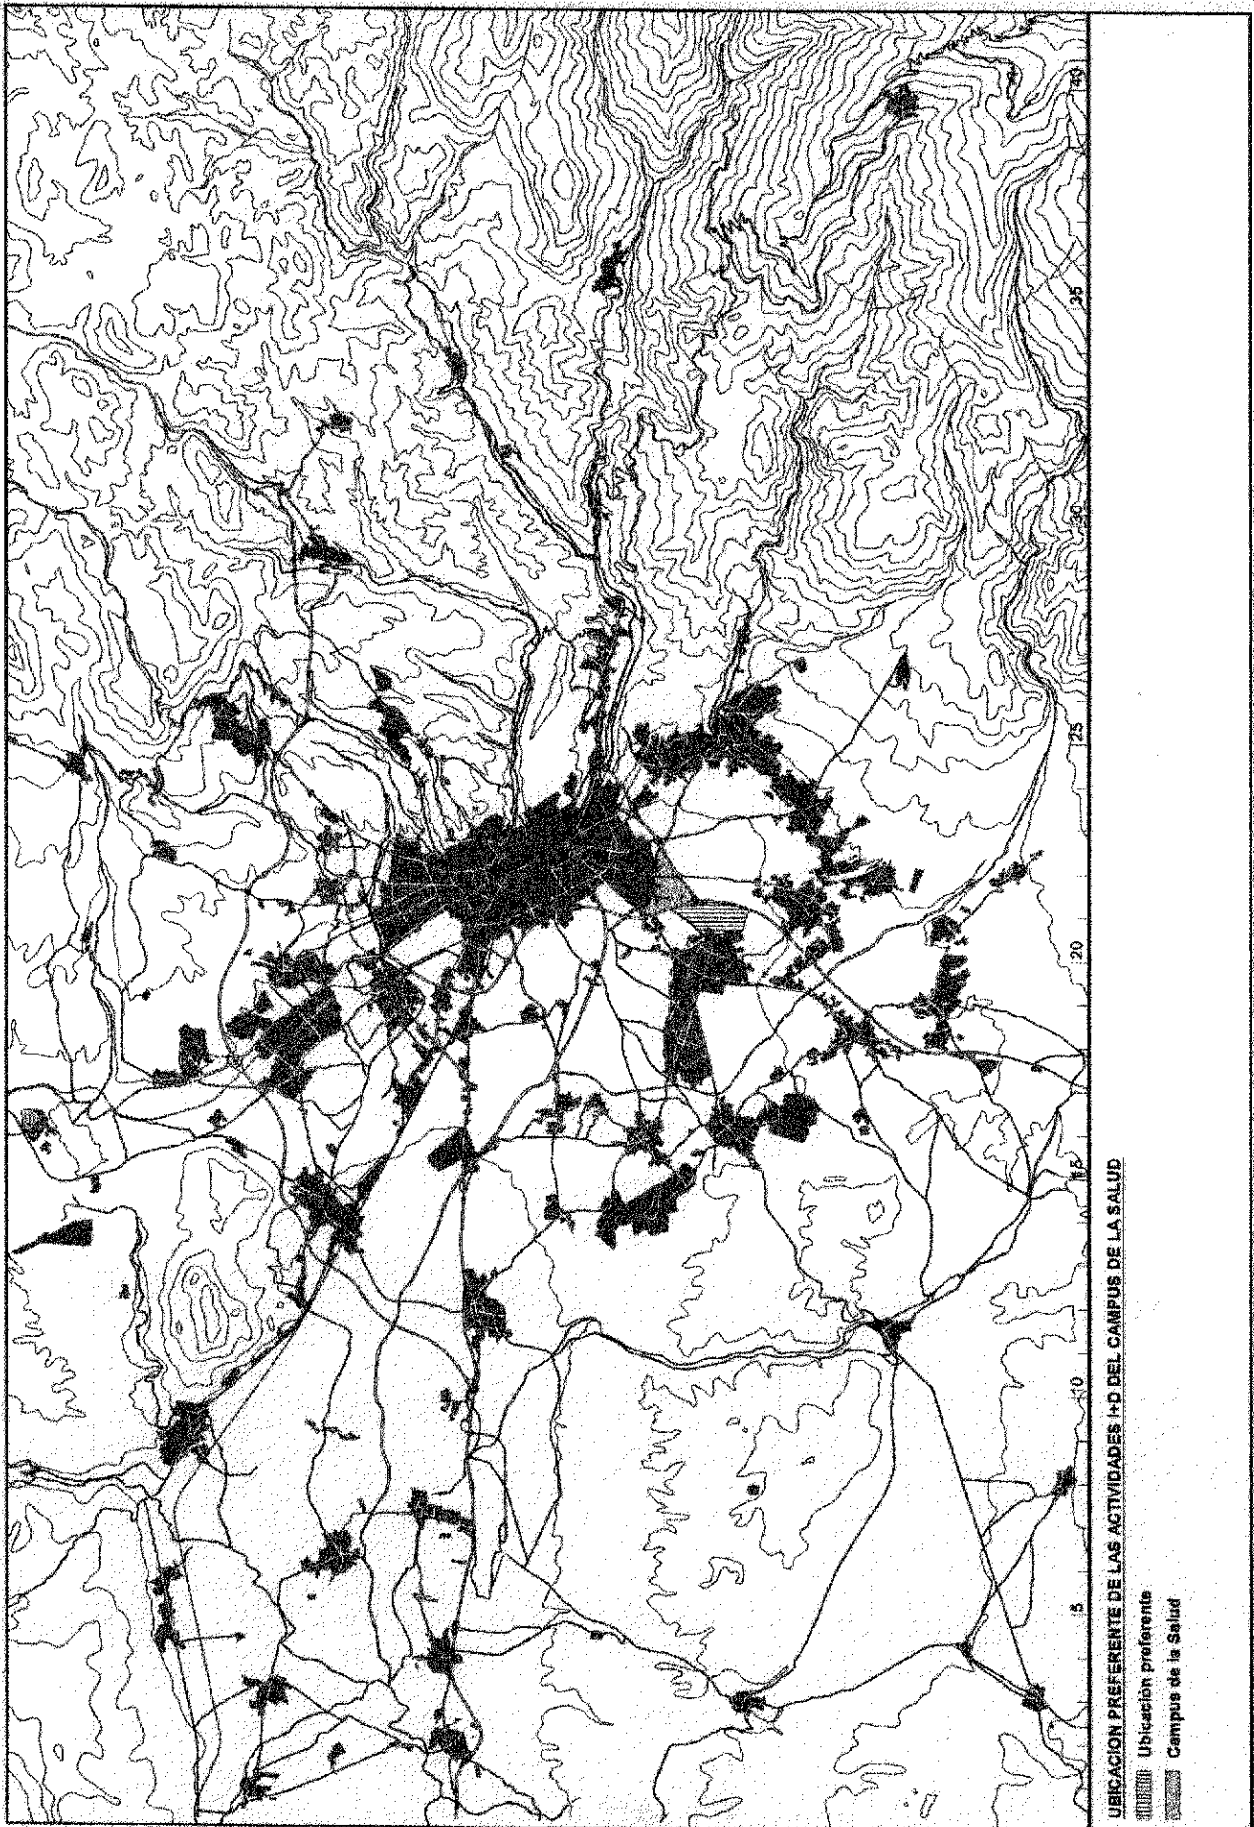 UBICACION PREFERENTE DE LAS ACTIVIDADES I+D DEL CAMPUS DE LA SALUD
Ubicación preferente
Campus de la Salud
5
10
15
20
25
30
35
40